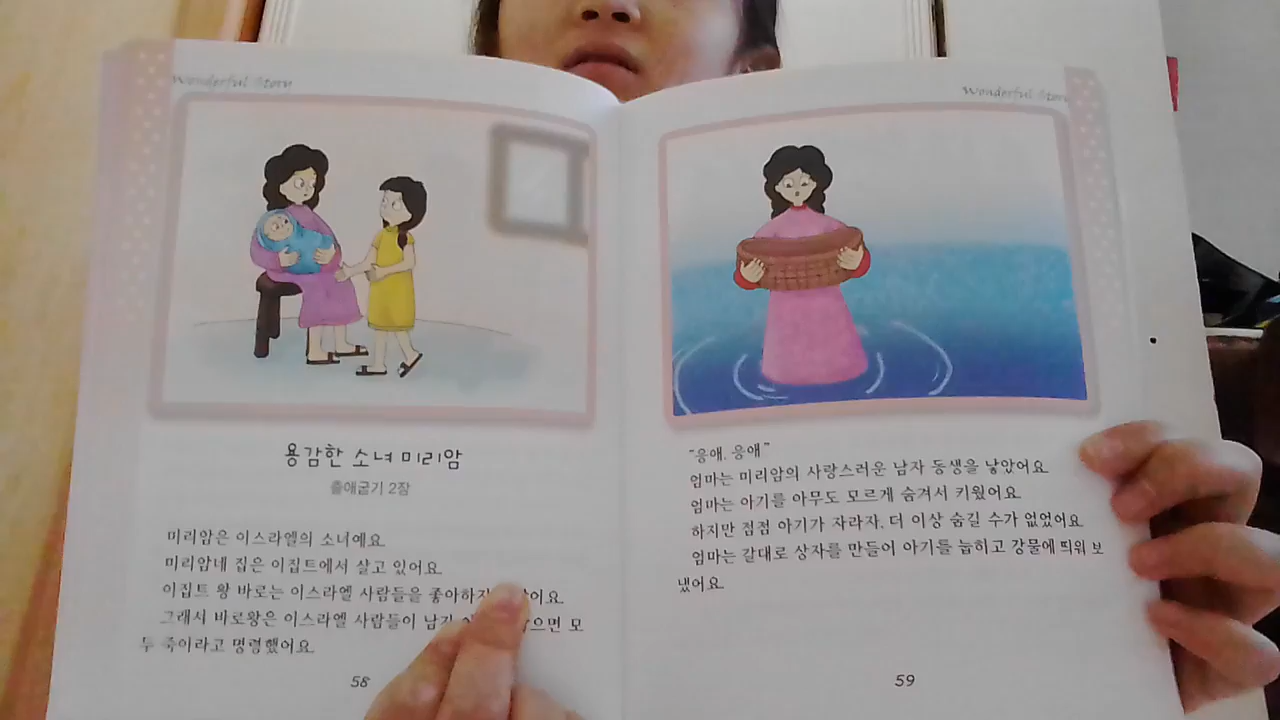 Wonderful Story
용감한 소녀 미리암
출애굽기 2장
미리암은 이스라엘의 소녀예요.
미리암네 집은 이집트에서 살고 있어요.
이집트 왕 바로는 이스라엘 사람들을 좋아하지
그래서 바로왕은 이스라엘 사람들이 남자 으면 모
두 죽이라고 명령했어요.
58
Wonderful Story
"응애, 응애"
엄마는 미리암의 사랑스러운 남자 동생을 낳았어요.
엄마는 아기를 아무도 모르게 숨겨서 키웠어요.
하지만 점점 아기가 자라자, 더 이상 숨길 수가 없었어요.
엄마는 갈대로 상자를 만들어 아기를 눕히고 강물에 띄워 보
냈어요.
59